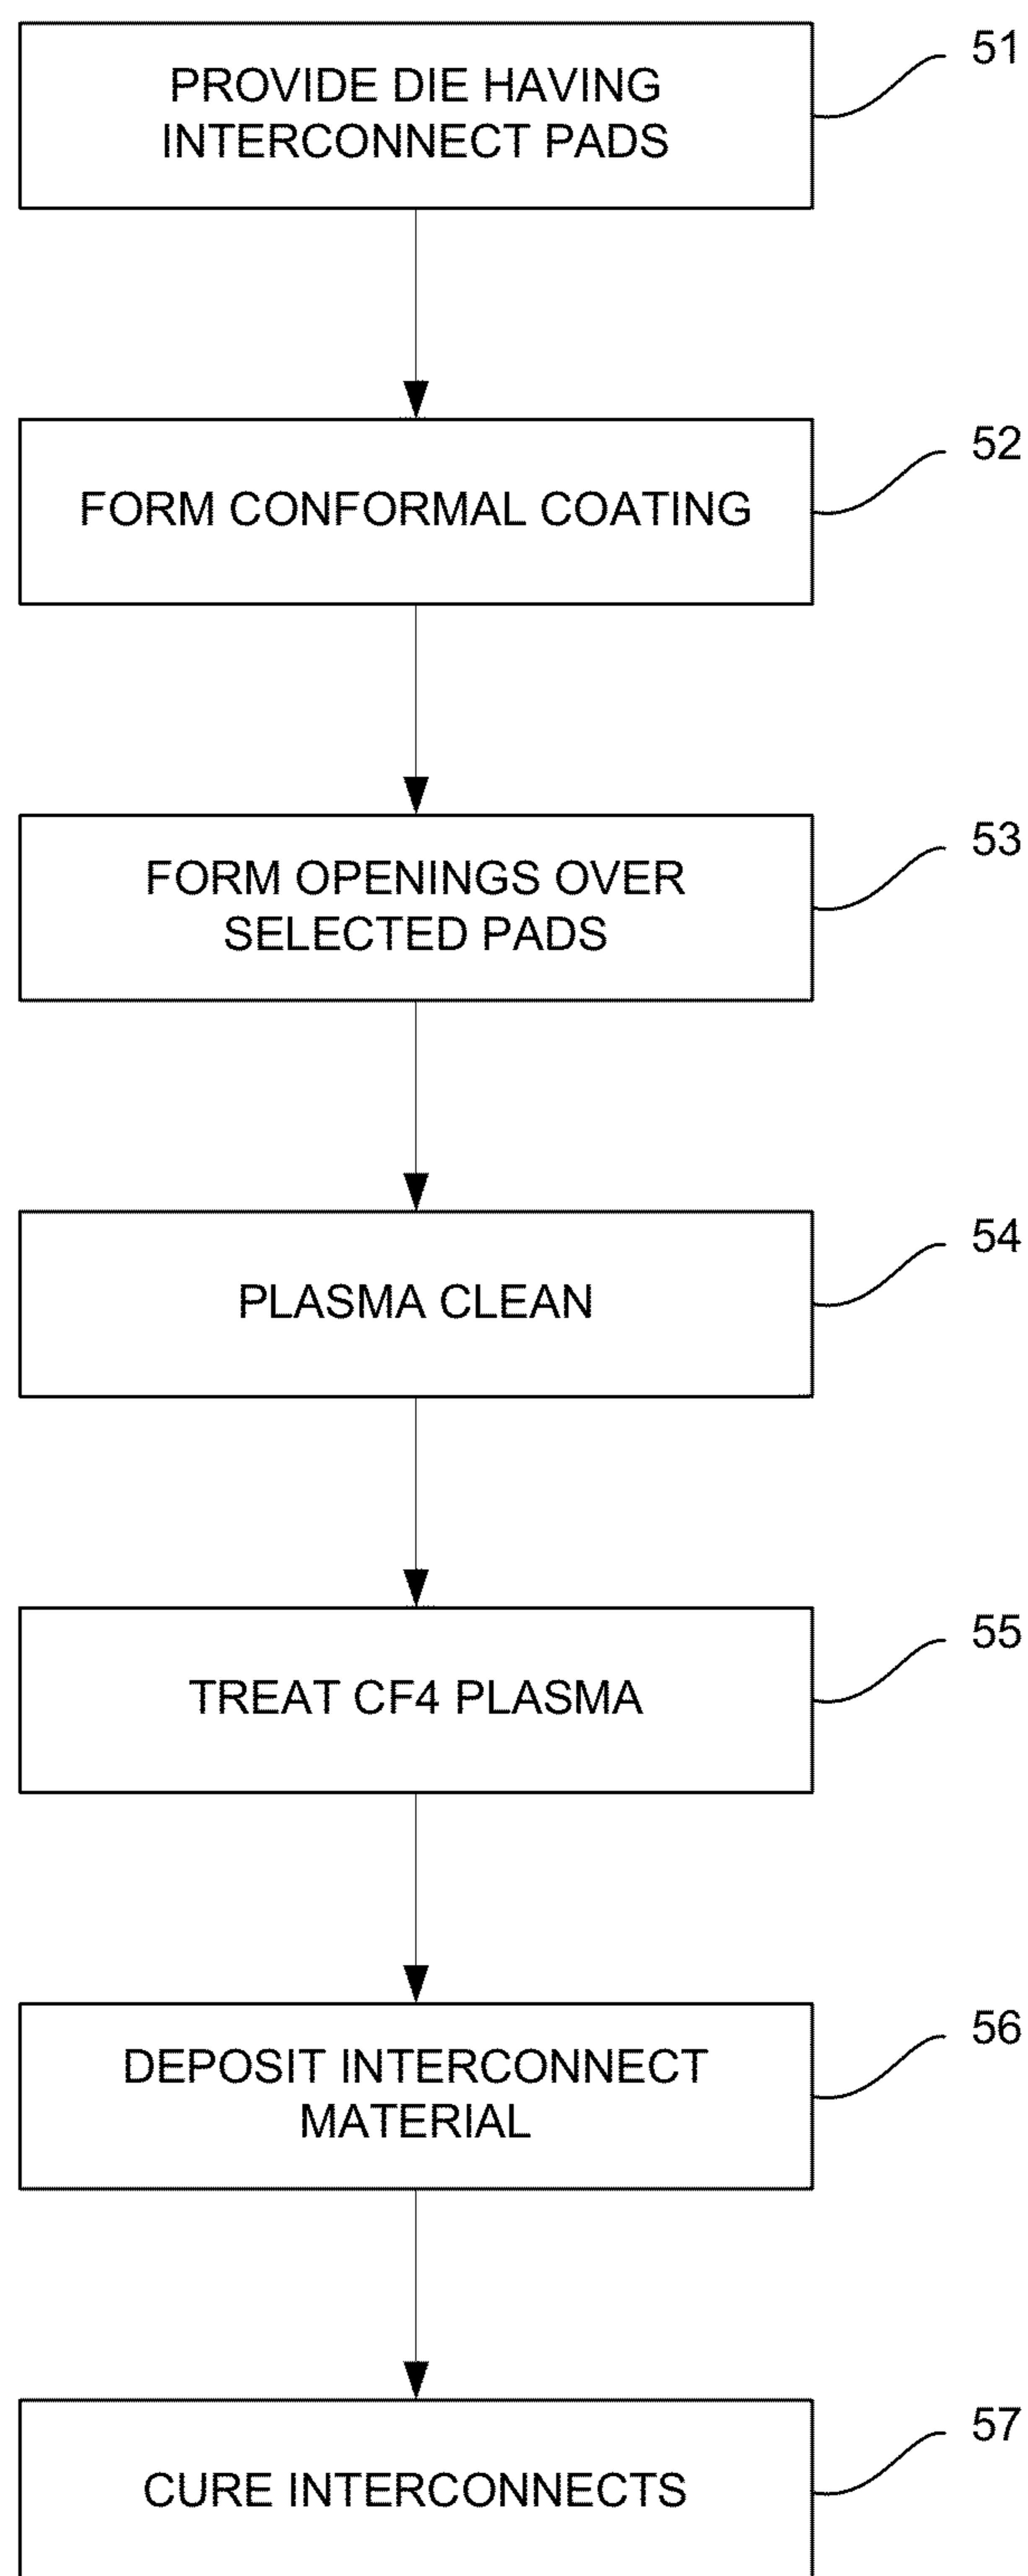 PROVIDE DIE HAVING
INTERCONNECT PADS
51
FORM CONFORMAL COATING
52
FORM OPENINGS OVER
SELECTED PADS
53
PLASMA CLEAN
54
TREAT CF4 PLASMA
55
DEPOSIT INTERCONNECT
MATERIAL
56
CURE INTERCONNECTS
57